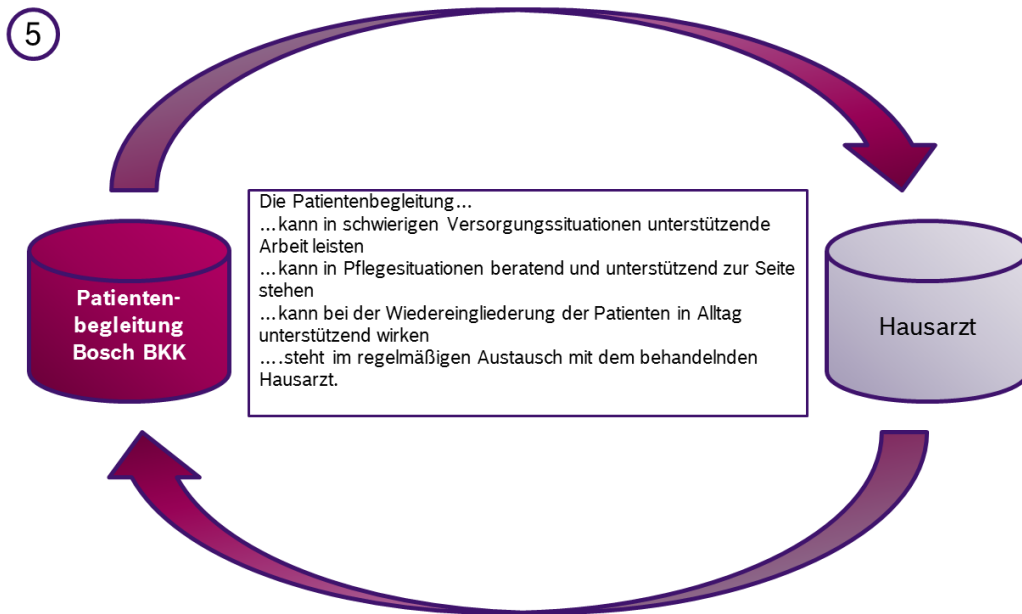 5
Die Patientenbegleitung...
...kann in schwierigen Versorgungssituationen unterstützende
Arbeit leisten
...kann in Pflegesituationen beratend und unterstützend zur Seite
stehen
...kann bei der Wiedereingliederung der Patienten in Alltag
unterstützend wirken
....steht im regelmäßigen Austausch mit dem behandelnden
Hausarzt.
Patienten-
begleitung
Bosch BKK
Hausarzt